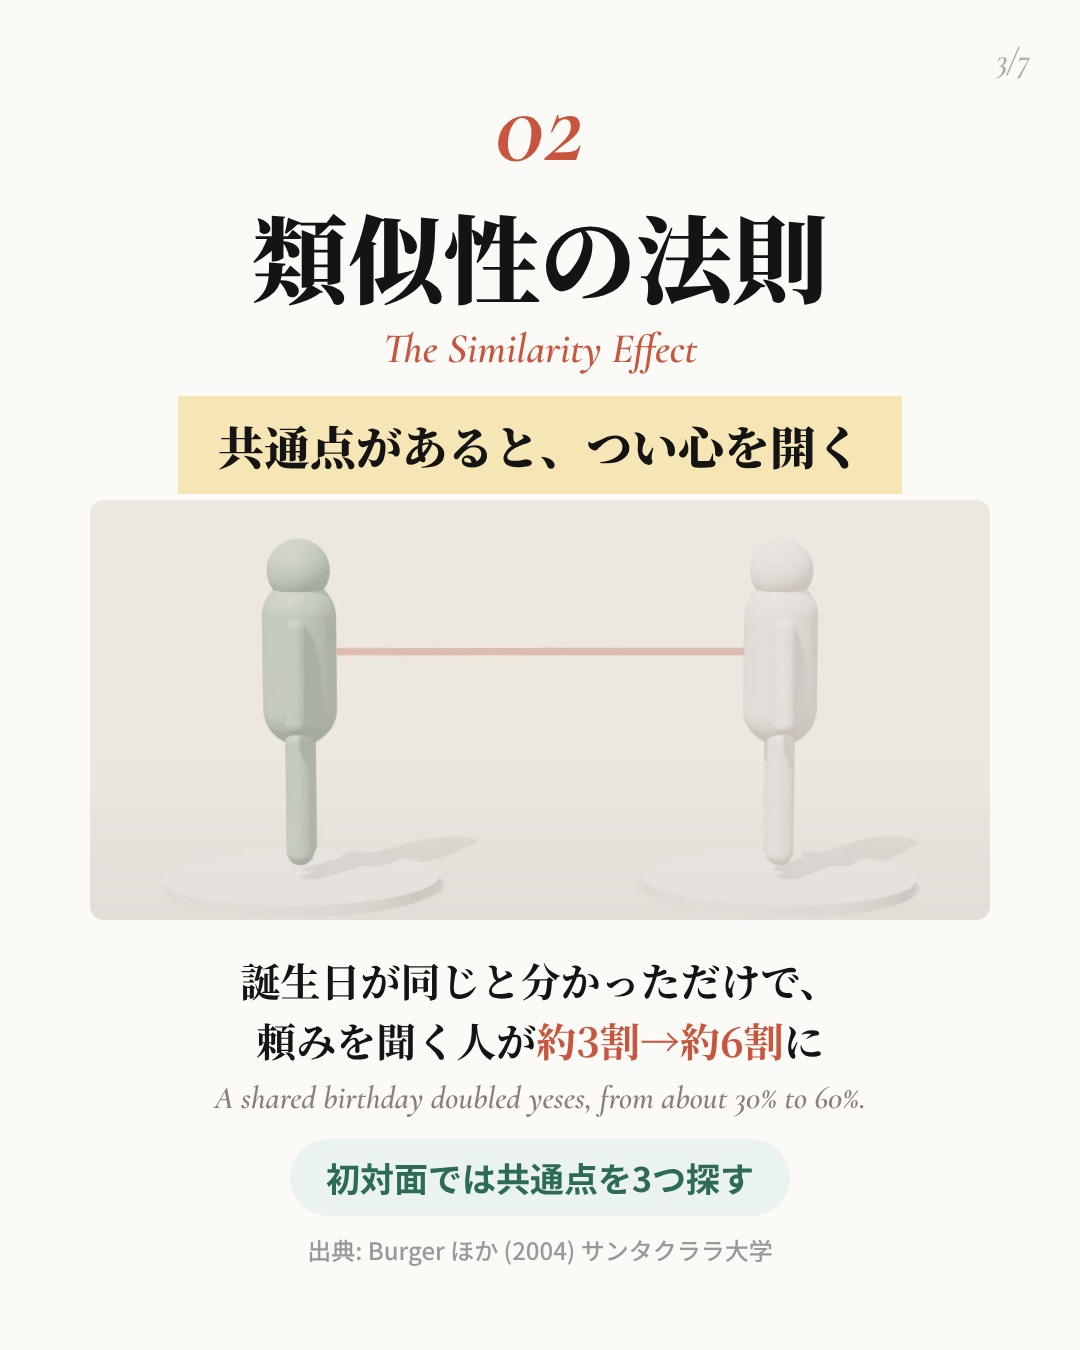 3/7
02
類似性の法則
The Similarity Effect
共通点があると、つい心を開く
誕生日が同じと分かっただけで、
頼みを聞く人が約3割→約6割に
A shared birthday doubled yeses, from about 30% to 60%.
初対面では共通点を3つ探す
出典: Burger ほか (2004) サンタクララ大学